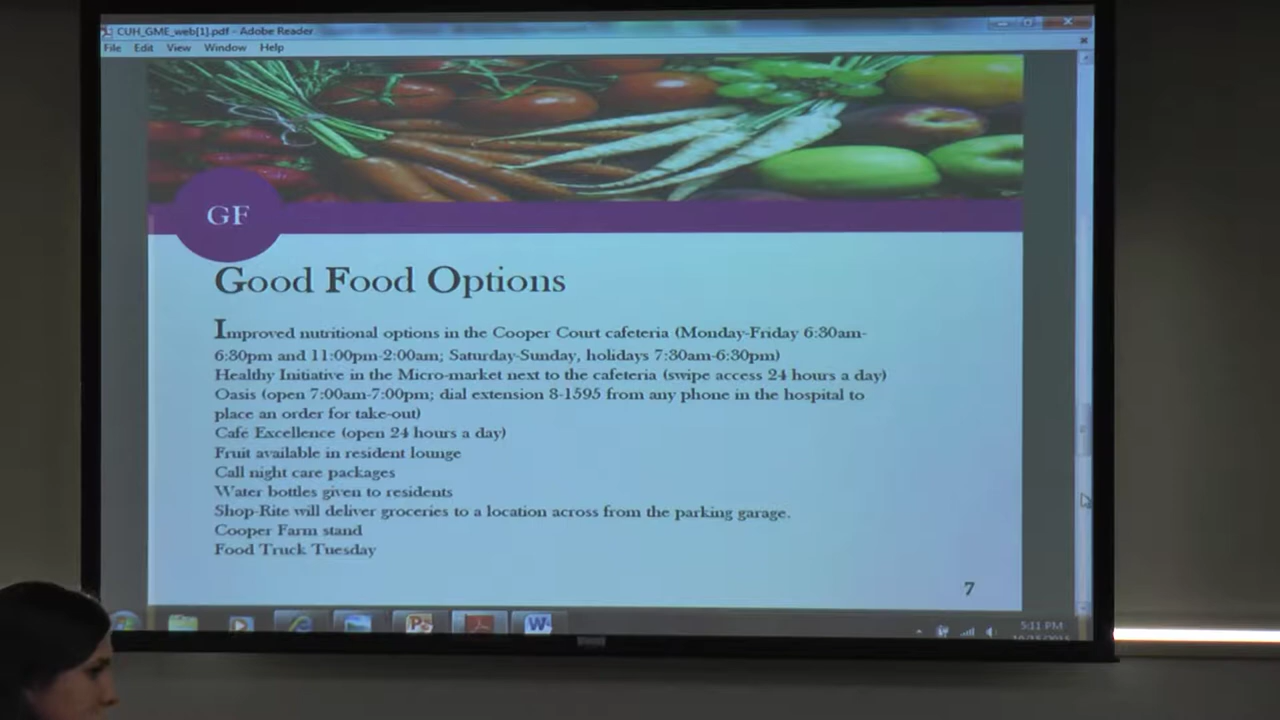 CUH_GME_web[1].pdf - Adobe Reader
File Edit View Window Help
GF
Good Food Options
Improved nutritional options in the Cooper Court cafeteria (Monday-Friday 6:30am-
6:30pm and 11:00pm-2:00am; Saturday-Sunday, holidays 7:30am-6:30pm)
Healthy Initiative in the Micro-market next to the cafeteria (swipe access 24 hours a day)
Oasis (open 7:00am-7:00pm; dial extension 8-1595 from any phone in the hospital to
place an order for take-out)
Café Excellence (open 24 hours a day)
Fruit available in resident lounge
Call night care packages
Water bottles given to residents
Shop-Rite will deliver groceries to a location across from the parking garage.
Cooper Farm stand
Food Truck Tuesday
7
5:11 PM